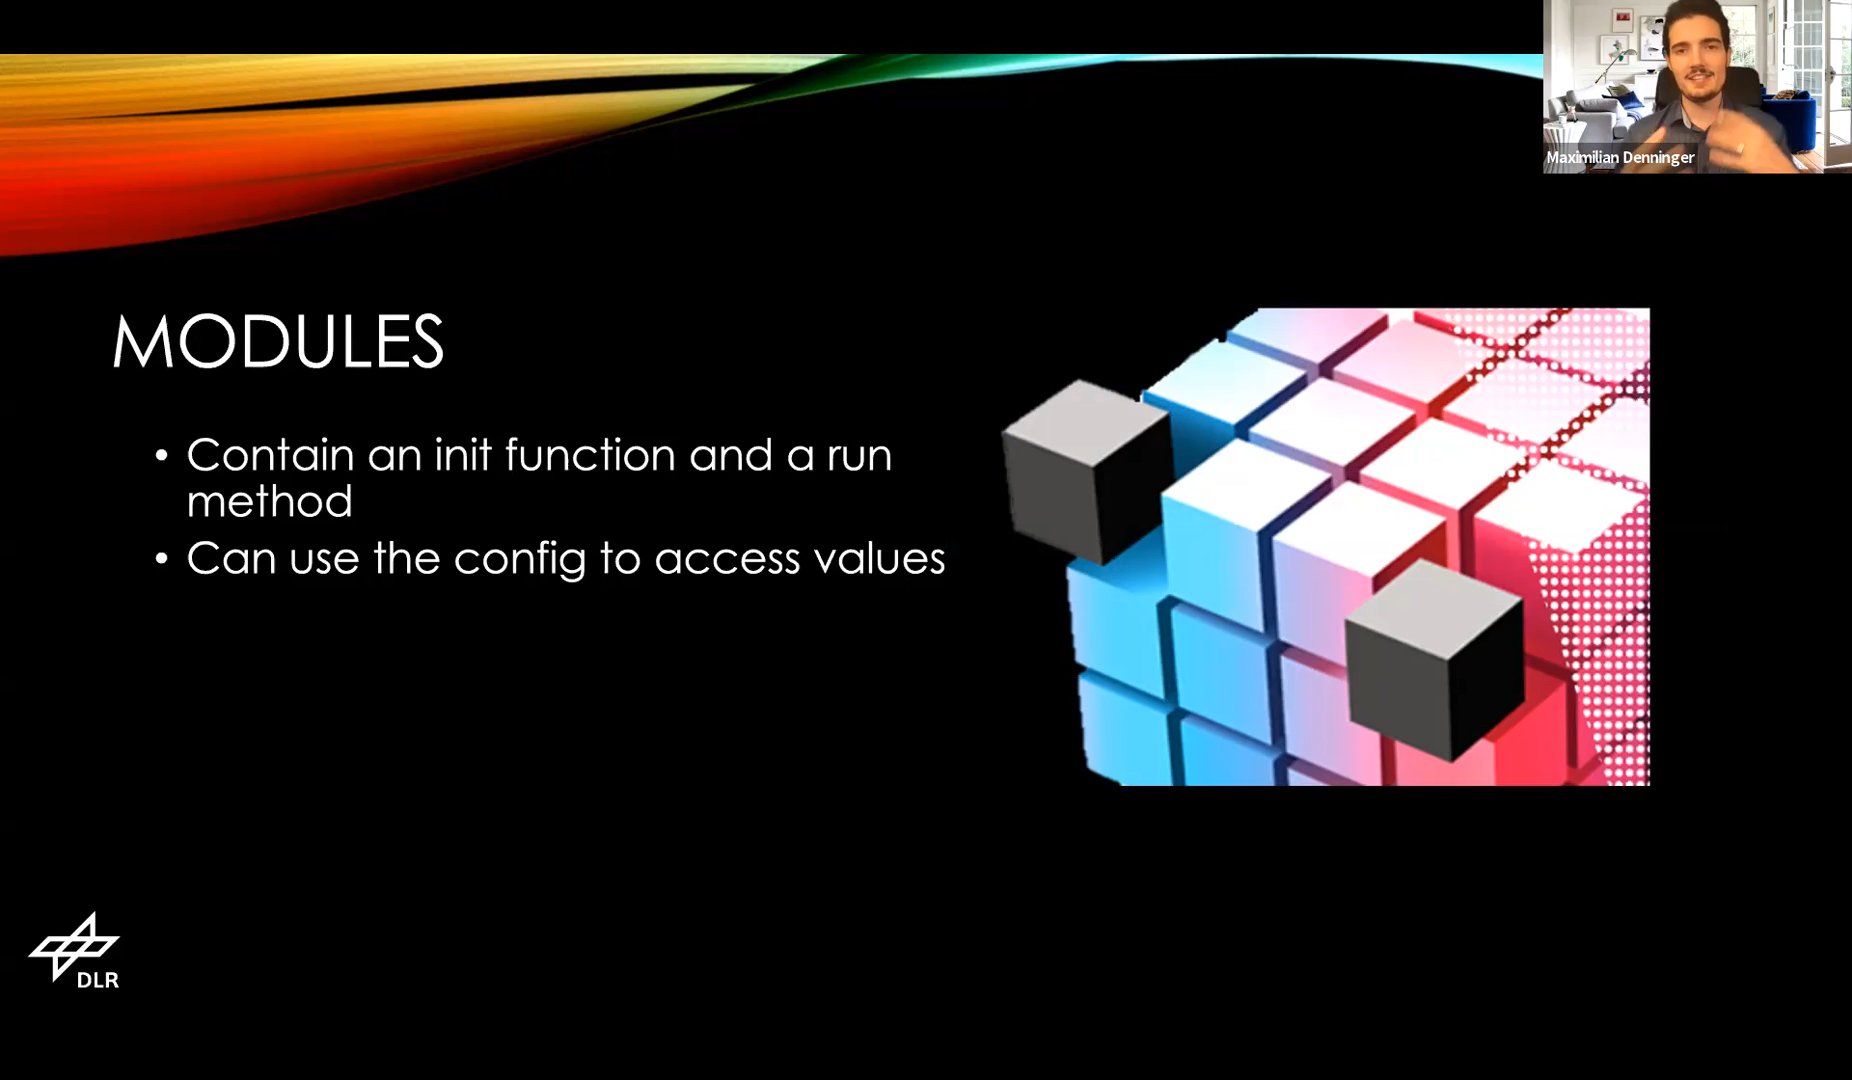 Maximilian Denninger
MODULES
• Contain an init function and a run
method
• Can use the config to access values
DLR